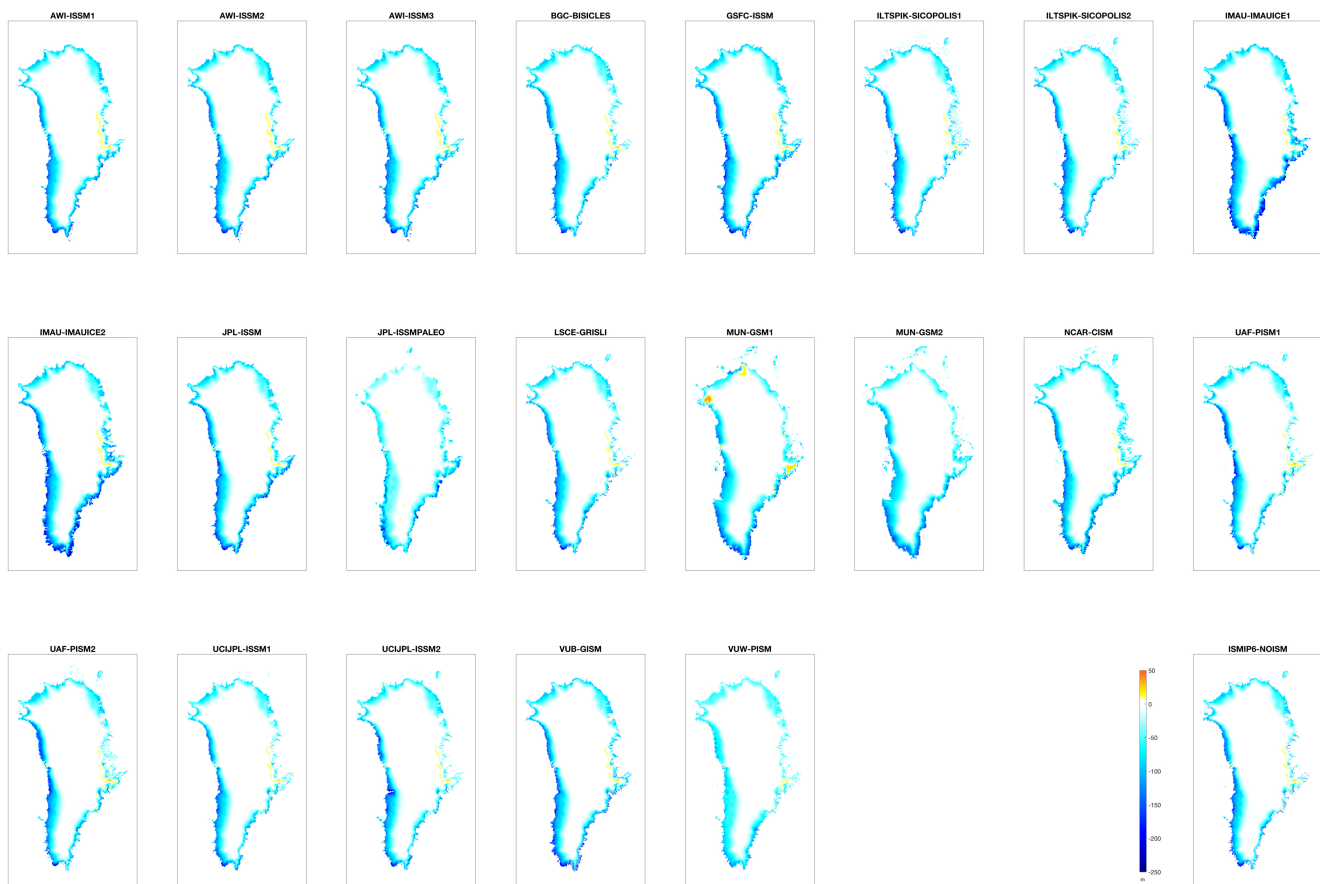 AWI-ISSM1
AWI-ISSM2
AWI-ISSM3
BGC-BISICLES
GSFC-ISSM
ILTSPIK-SICOPOLIS1
ILTSPIK-SICOPOLIS2
IMAU-IMAUICE1
IMAU-IMAUICE2
JPL-ISSM
JPL-ISSMPALEO
LSCE-GRISLI
MUN-GSM1
MUN-GSM2
NCAR-CISM
UAF-PISM1
UAF-PISM2
UCIJPL-ISSM1
UCIJPL-ISSM2
VUB-GISM
VUW-PISM
50
0
-50
-100
-150
-200
-250
m
ISMIP6-NOISM